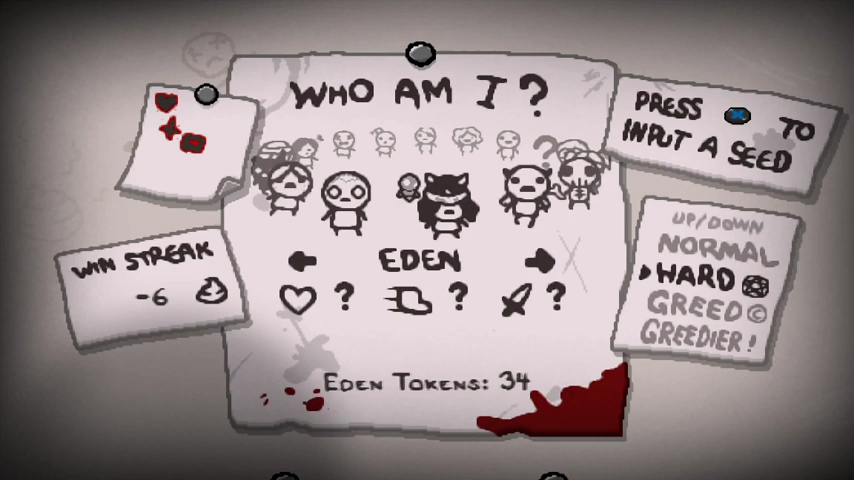 WHO AM I?
PRESS X TO
INPUT A SEED
WIN STREAK
-6
EDEN
? ? ?
UP/DOWN
NORMAL
HARD
GREED ©
GREEDIER!
EDEN TOKENS: 34